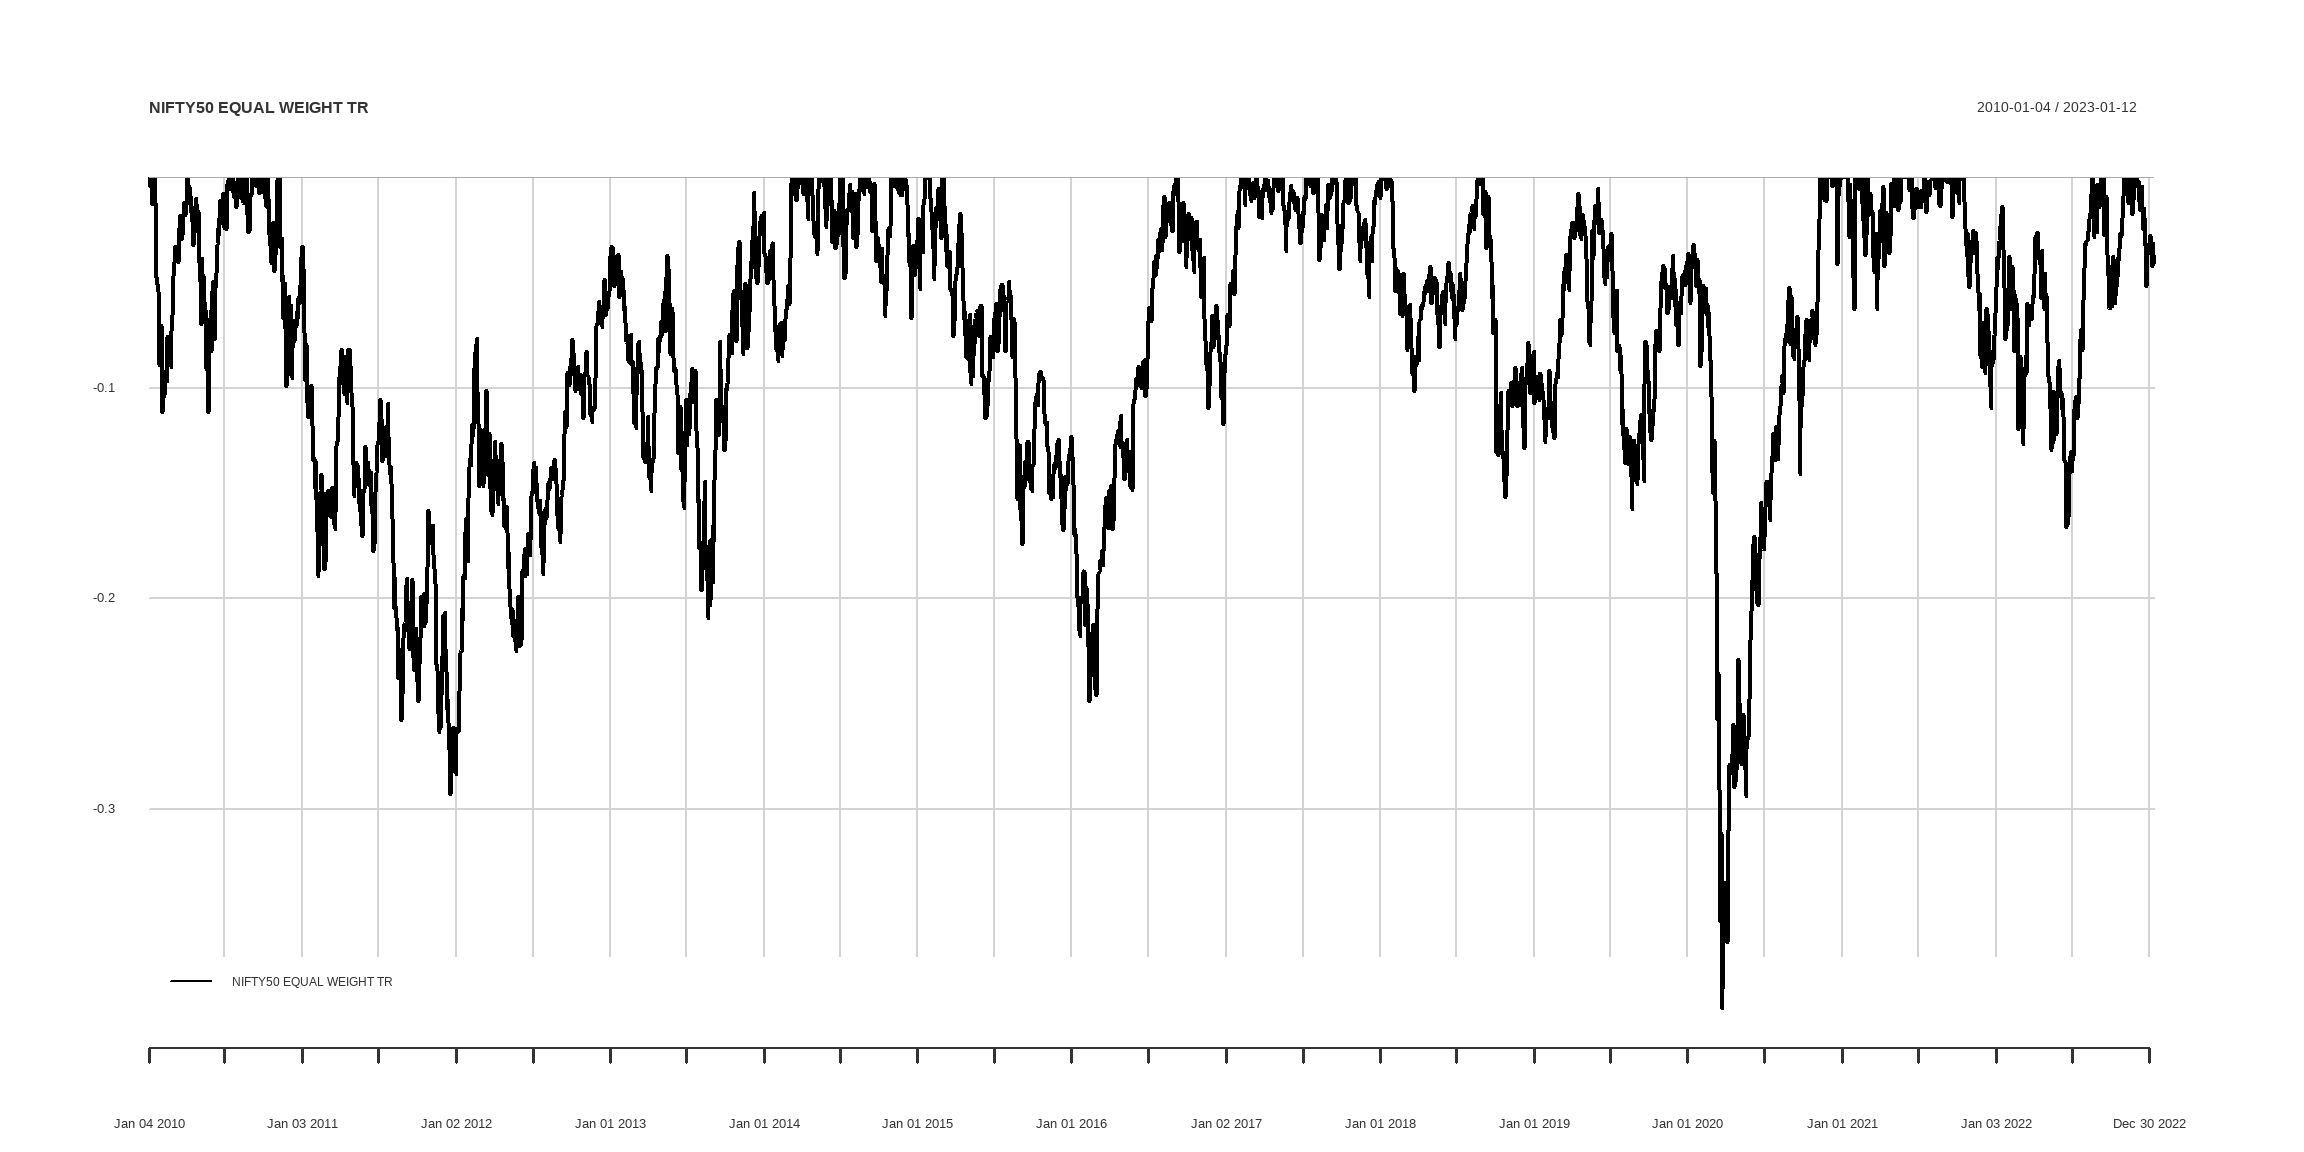 NIFTY50 EQUAL WEIGHT TR
2010-01-04 / 2023-01-12
-0.1
-0.2
-0.3
NIFTY50 EQUAL WEIGHT TR
Jan 04 2010 Jan 03 2011 Jan 02 2012 Jan 01 2013 Jan 01 2014 Jan 01 2015 Jan 01 2016 Jan 02 2017 Jan 01 2018 Jan 01 2019 Jan 01 2020 Jan 01 2021 Jan 03 2022 Dec 30 2022